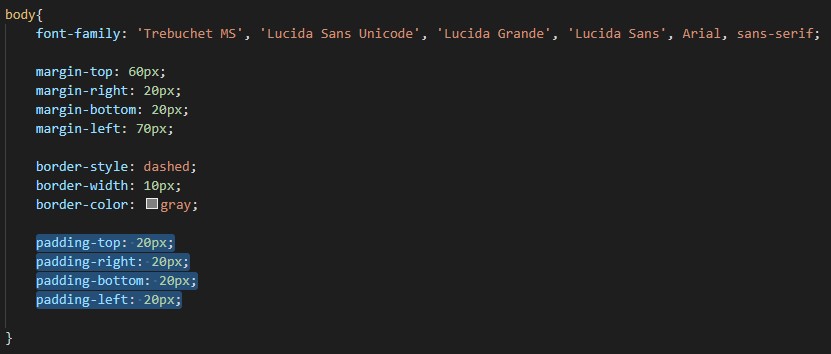 body{
font-family: 'Trebuchet MS', 'Lucida Sans Unicode', 'Lucida Grande', 'Lucida Sans', Arial, sans-serif;
margin-top: 60px;
margin-right: 20px;
margin-bottom: 20px;
margin-left: 70px;
border-style: dashed;
border-width: 10px;
border-color: gray;
padding-top: 20px;
padding-right: 20px;
padding-bottom: 20px;
padding-left: 20px;
}